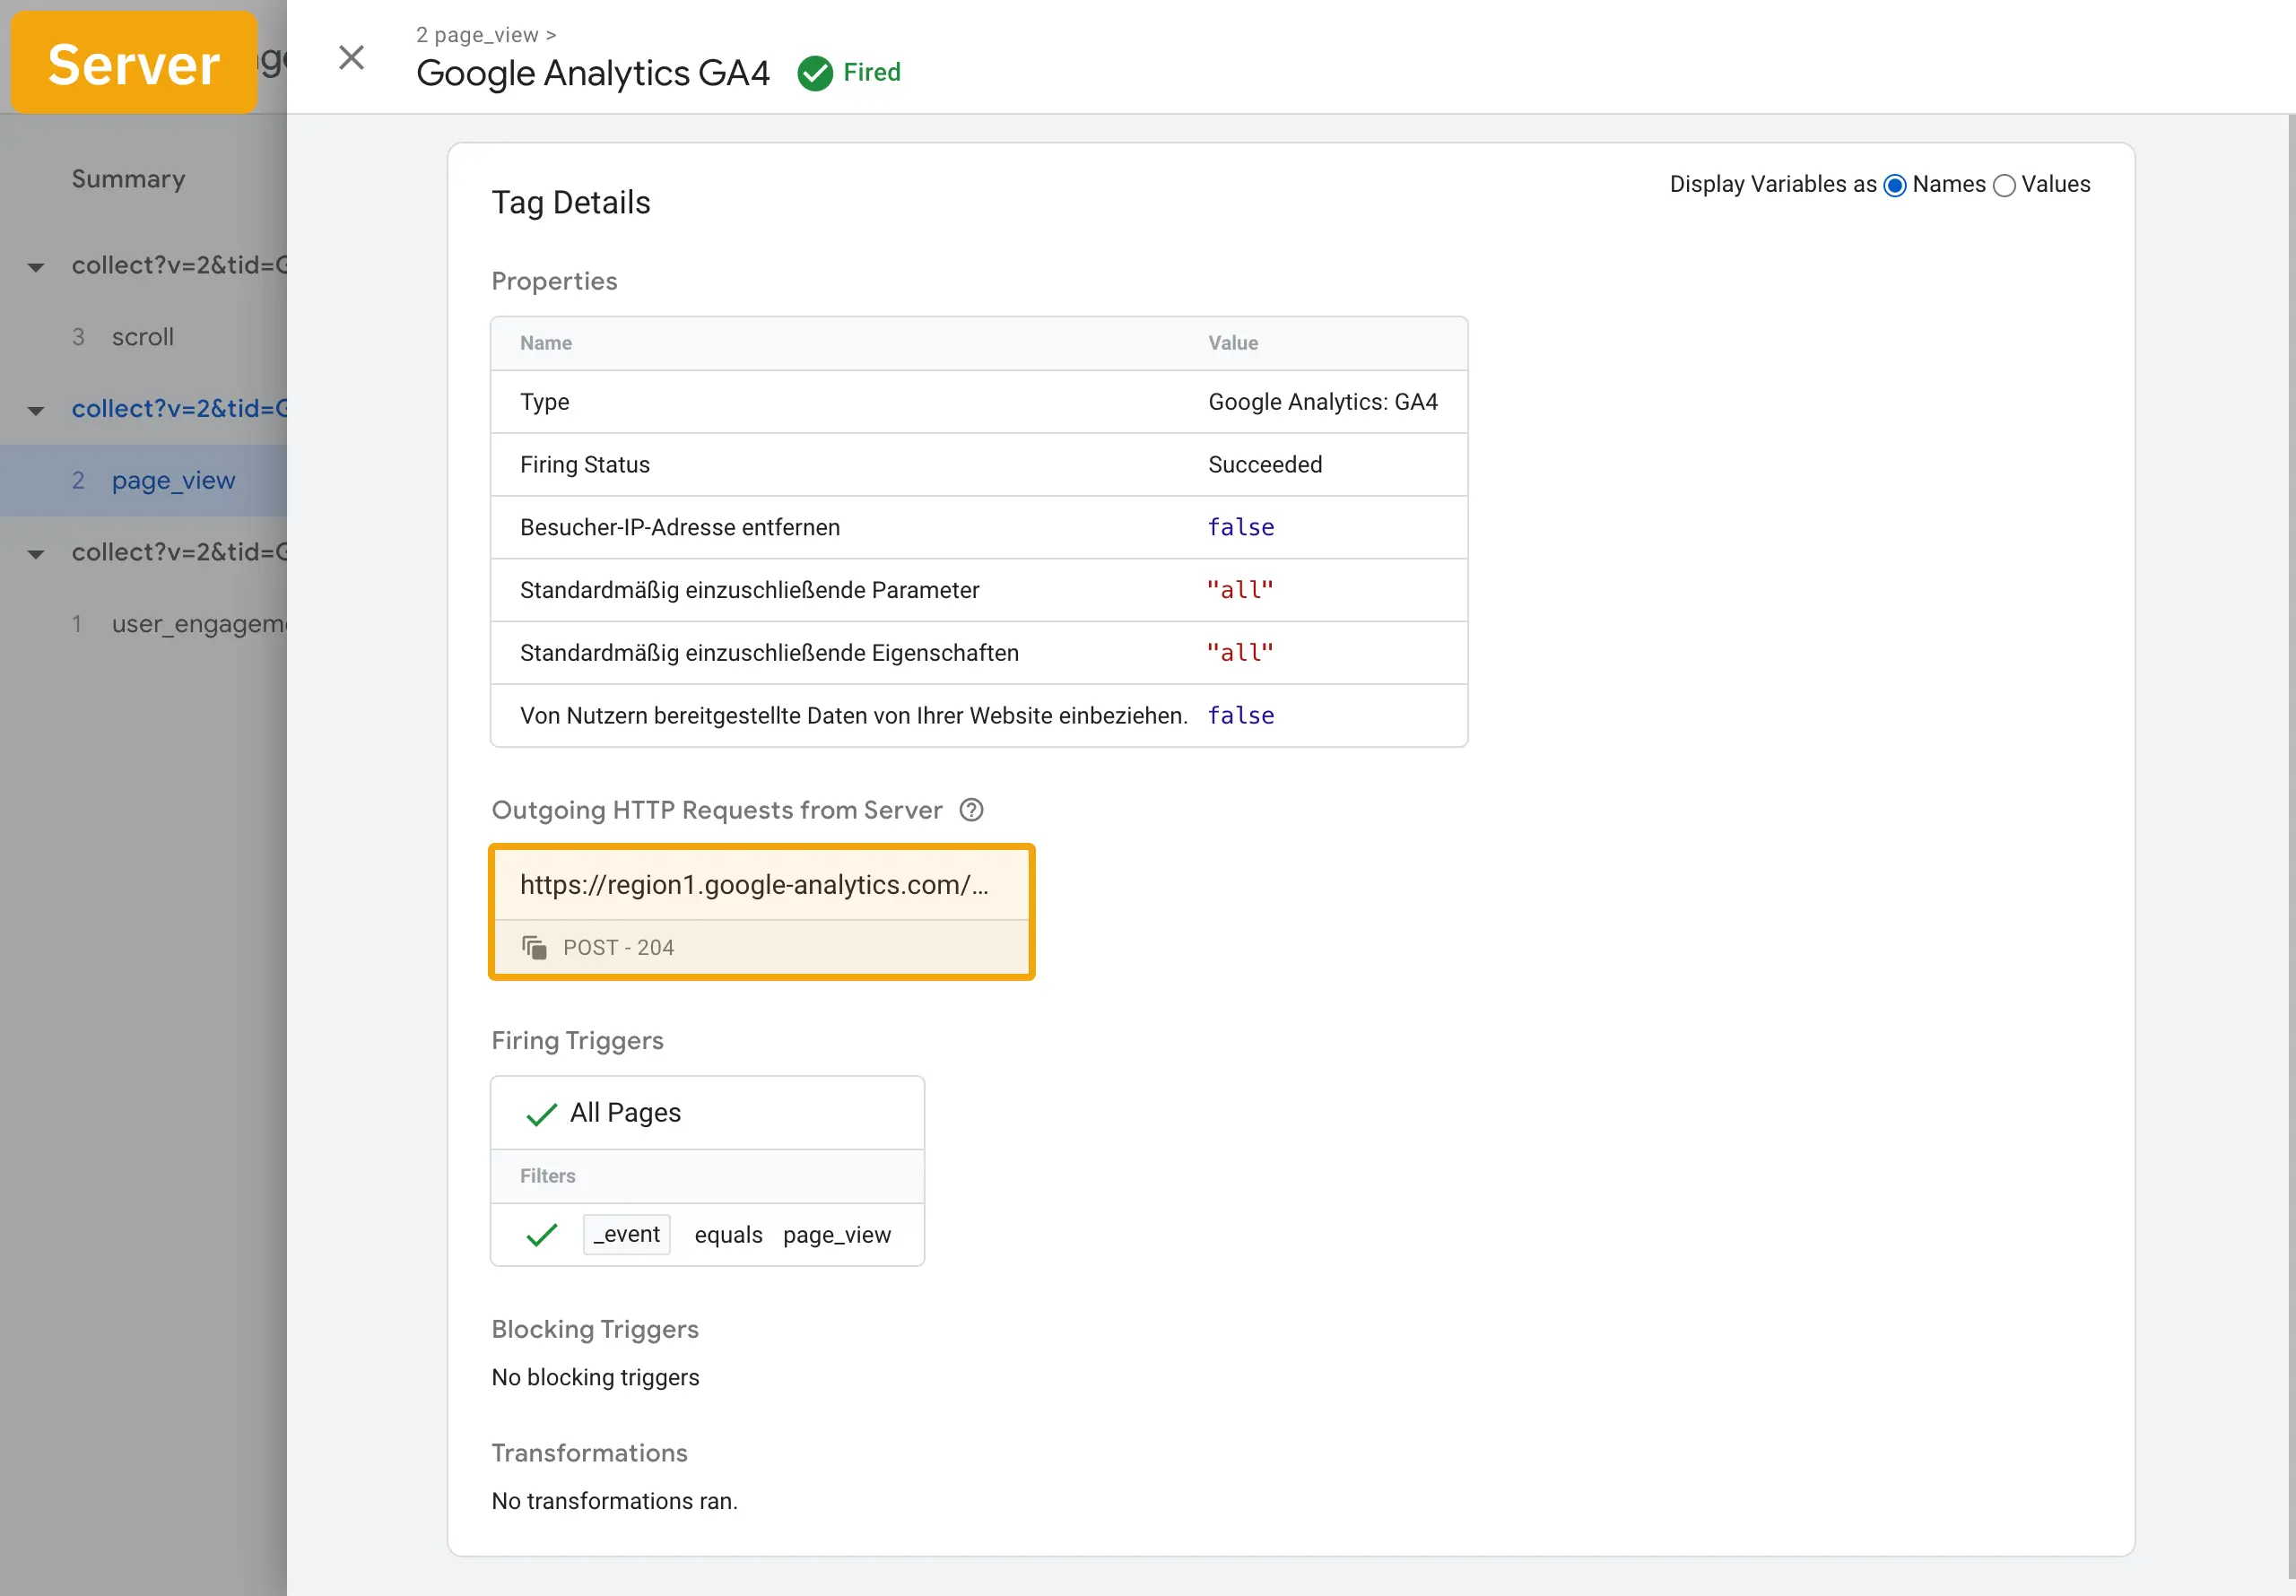 Server
2 page_view >
Google Analytics GA4 Fired
Summary
collect?v=2&tid=G
3 scroll
collect?v=2&tid=G
2 page_view
collect?v=2&tid=G
1 user_engageme
Tag Details
Display Variables as Names Values
Properties
Name Value
Type Google Analytics: GA4
Firing Status Succeeded
Besucher-IP-Adresse entfernen false
Standardmäßig einzuschließende Parameter "all"
Standardmäßig einzuschließende Eigenschaften "all"
Von Nutzern bereitgestellte Daten von Ihrer Website einbeziehen. false
Outgoing HTTP Requests from Server
https://region1.google-analytics.com/...
POST - 204
Firing Triggers
All Pages
Filters
_event equals page_view
Blocking Triggers
No blocking triggers
Transformations
No transformations ran.